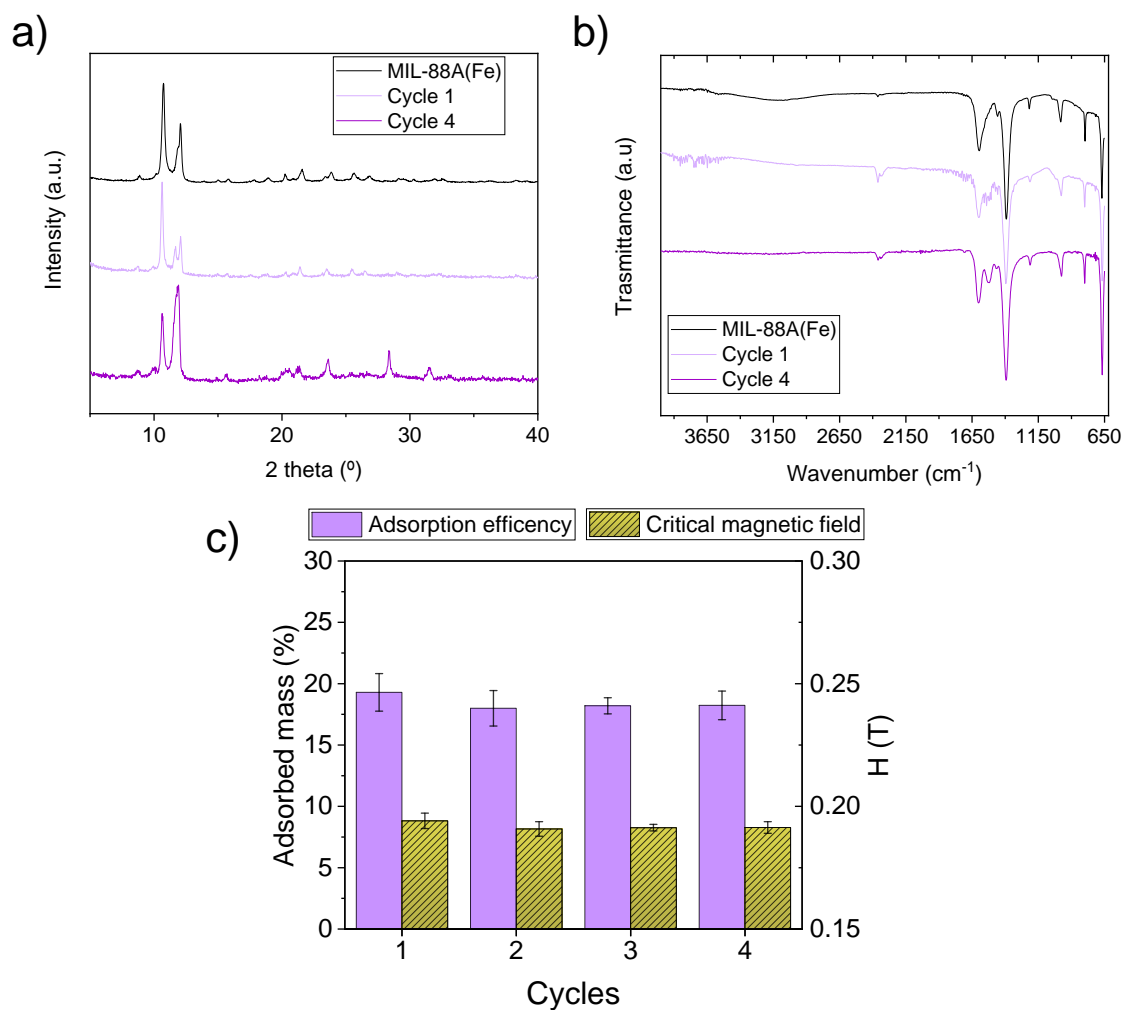 a)
MIL-88A(Fe)
Cycle 1
Cycle 4
Intensity (a.u.)
10
20
30
40
2 theta (º)
b)
Trasmittance (a.u)
MIL-88A(Fe)
Cycle 1
Cycle 4
3650
3150
2650
2150
1650
1150
650
Wavenumber (cm⁻¹)
c)
Adsorption efficency
Critical magnetic field
30
25
20
15
10
5
0
Adsorbed mass (%)
0.30
0.25
0.20
0.15
H (T)
1
2
3
4
Cycles